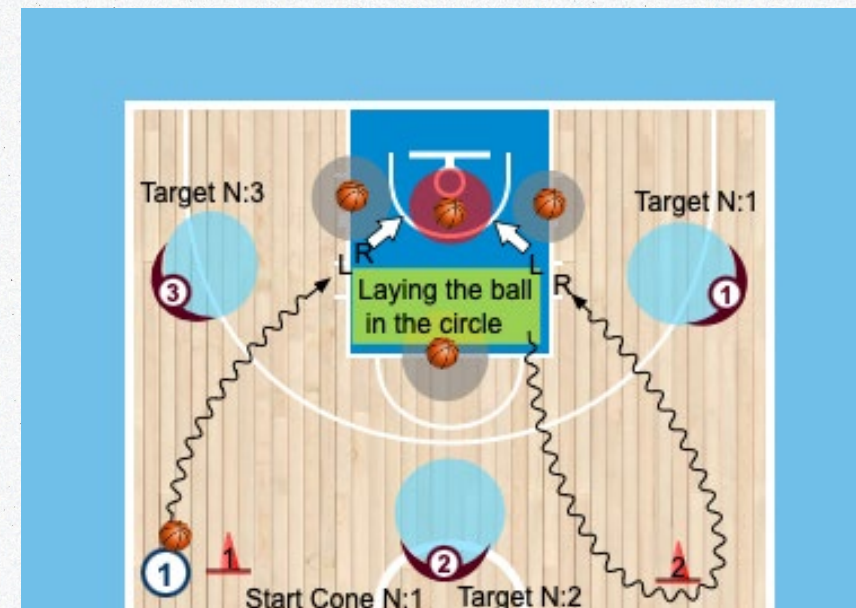 Target N:3
Target N:1
L
R
L
R
3
1
Laying the ball
in the circle
1
1
2
2
Start Cone N:1
Target N:2